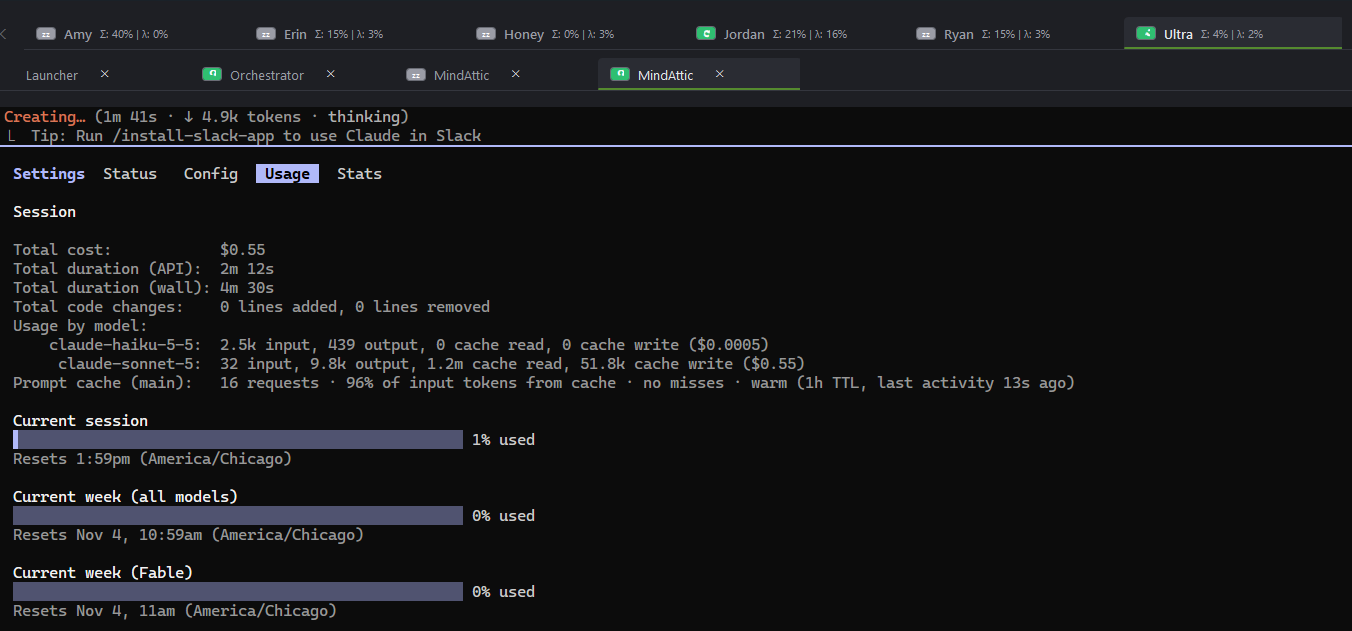 Amy Σ: 40% | λ: 0% Erin Σ: 15% | λ: 3% Honey Σ: 0% | λ: 3% Jordan Σ: 21% | λ: 16% Ryan Σ: 15% | λ: 3% Ultra Σ: 4% | λ: 2%
Launcher × Orchestrator × MindAttic × MindAttic ×
Creating… (1m 41s · ↓ 4.9k tokens · thinking)
└ Tip: Run /install-slack-app to use Claude in Slack
Settings Status Config Usage Stats
Session
Total cost: $0.55
Total duration (API): 2m 12s
Total duration (wall): 4m 30s
Total code changes: 0 lines added, 0 lines removed
Usage by model:
claude-haiku-5-5: 2.5k input, 439 output, 0 cache read, 0 cache write ($0.0005)
claude-sonnet-5: 32 input, 9.8k output, 1.2m cache read, 51.8k cache write ($0.55)
Prompt cache (main): 16 requests · 96% of input tokens from cache · no misses · warm (1h TTL, last activity 13s ago)
Current session
1% used
Resets 1:59pm (America/Chicago)
Current week (all models)
0% used
Resets Nov 4, 10:59am (America/Chicago)
Current week (Fable)
0% used
Resets Nov 4, 11am (America/Chicago)